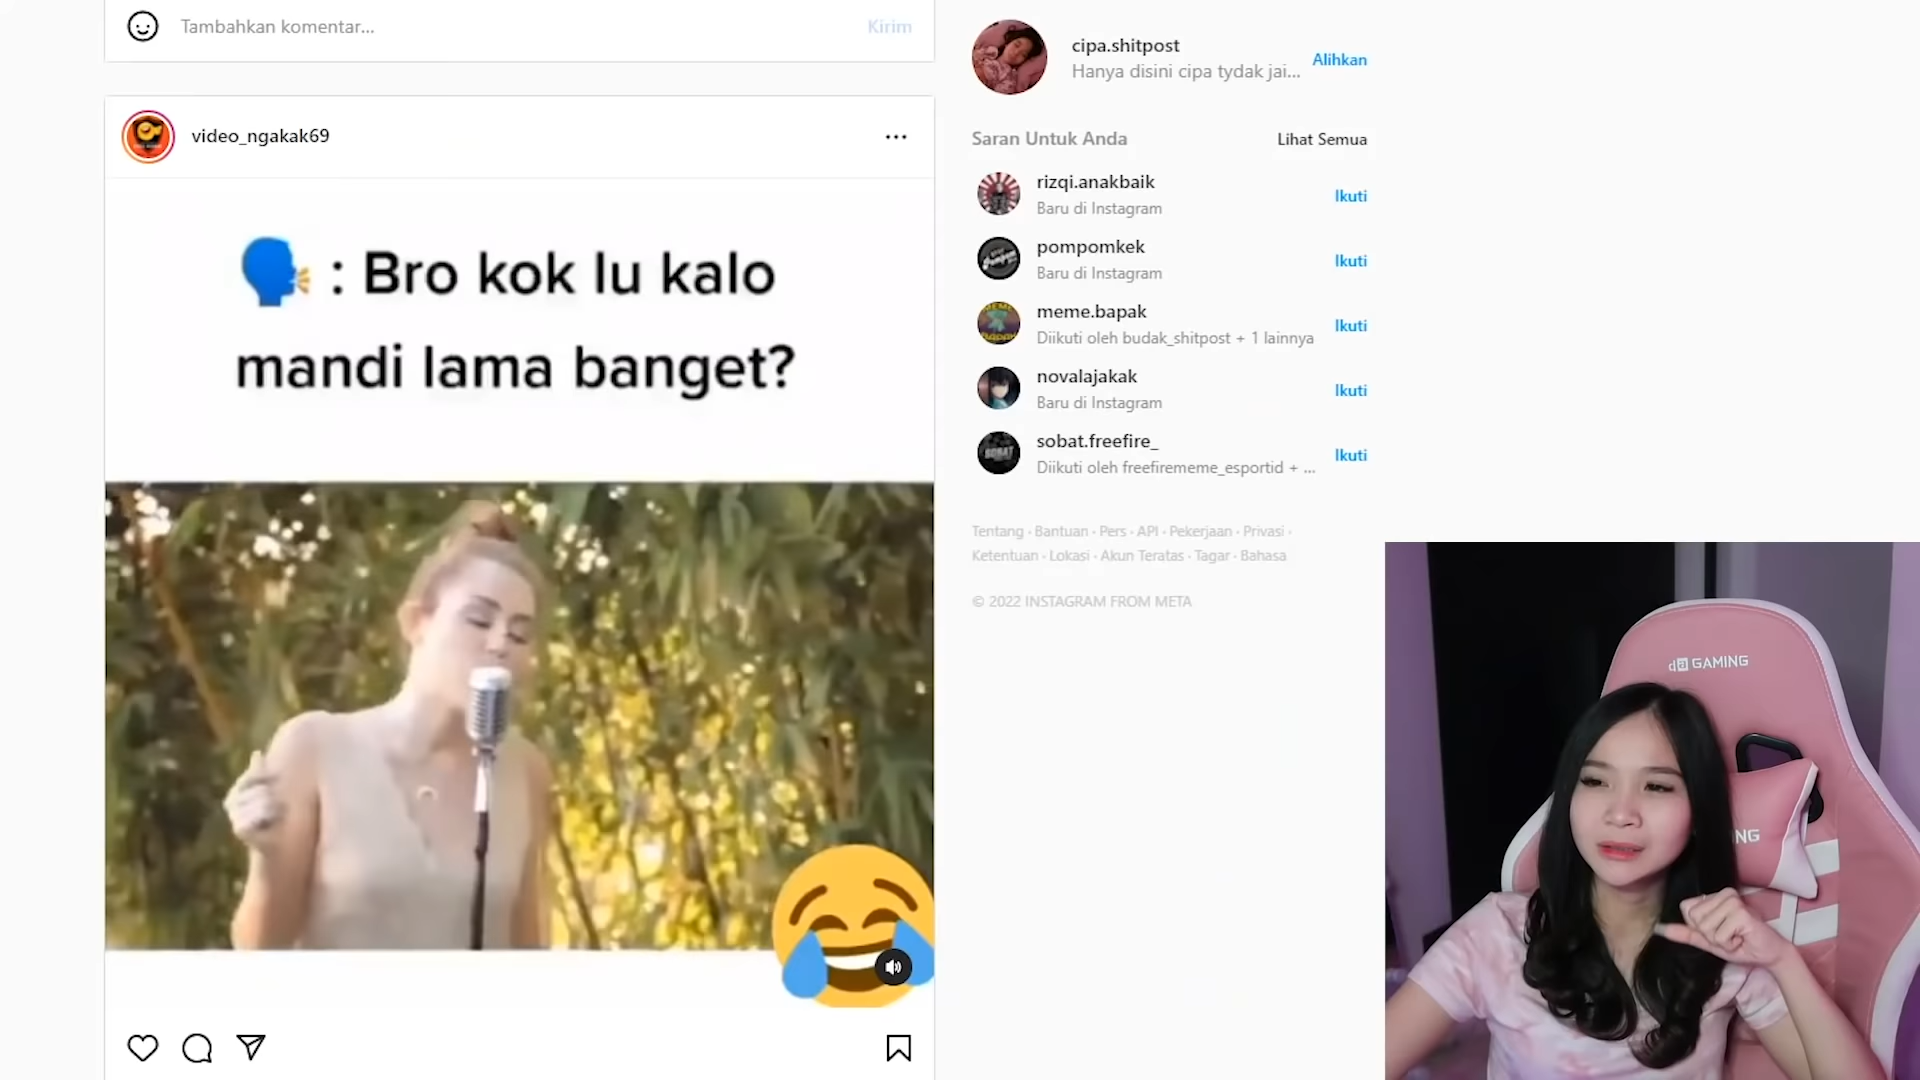 Tambahkan komentar...
Kirim
video_ngakak69
: Bro kok lu kalo
mandi lama banget?
cipa.shitpost
Hanya disini cipa tydak jai...
Alihkan
Saran Untuk Anda
Lihat Semua
rizqi.anakbaik
Baru di Instagram
Ikuti
pompomkek
Baru di Instagram
Ikuti
meme.bapak
Diikuti oleh budak_shitpost + 1 lainnya
Ikuti
novalajakak
Baru di Instagram
Ikuti
sobat.freefire_
Diikuti oleh freefirememe_esportid + ...
Ikuti
Tentang · Bantuan · Pers · API · Pekerjaan · Privasi ·
Ketentuan · Lokasi · Akun Teratas · Tagar · Bahasa
© 2022 INSTAGRAM FROM META
da GAMING
NG